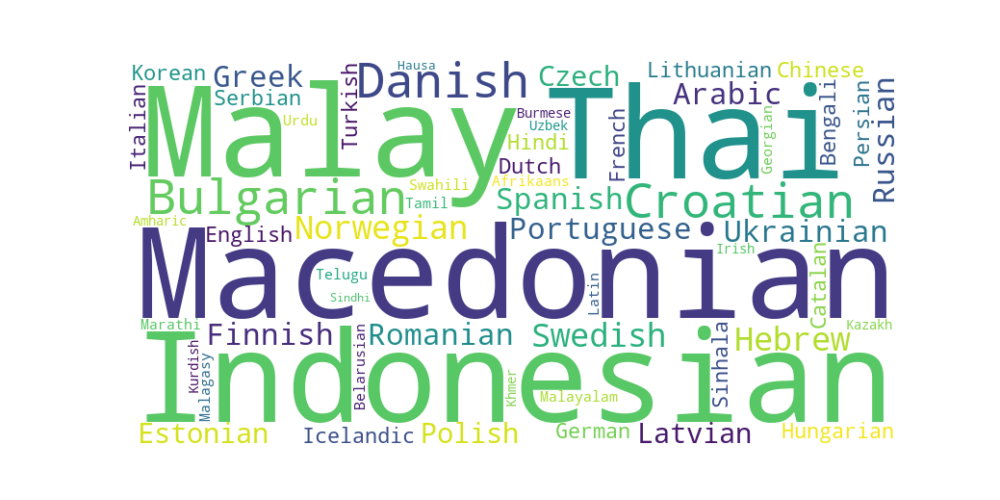 Korean
Greek
Hausa
Danish
Czech
Lithuanian
Chinese
Italian
Malay
Serbian
Urdu
Turkish
Thai
Burmese
Uzbek
Hindi
French
Arabic
Georgian
Bengali
Persian
Russian
Dutch
Bulgarian
Swahili
Afrikaans
Tamil
Spanish
Croatian
Amharic
English
Norwegian
Portuguese
Ukrainian
Macedonian
Irish
Telugu
Sindhi
Latin
Catalan
Marathi
Finnish
Romanian
Swedish
Hebrew
Kazakh
Indonesian
Kurdish
Malagasy
Belarusian
Khmer
Malayalam
Sinhala
Estonian
Icelandic
Polish
German
Latvian
Hungarian